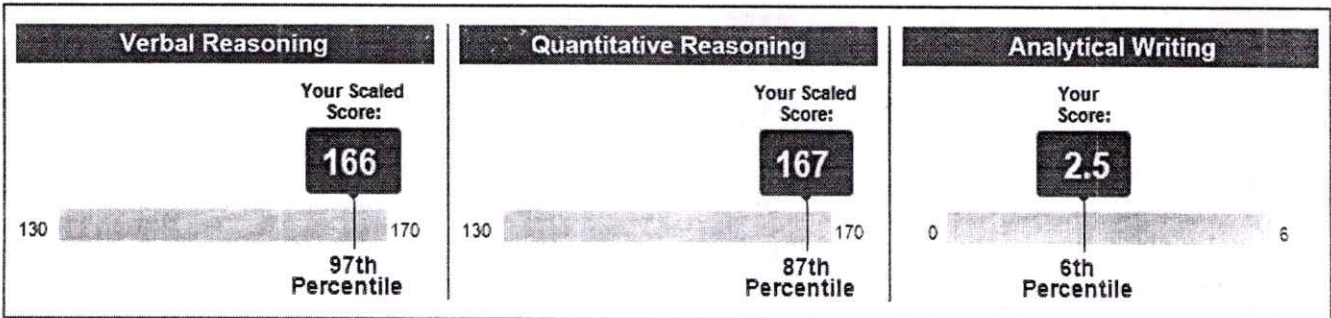 Verbal Reasoning
Your Scaled
Score:
166
130
170
97th
Percentile
Quantitative Reasoning
Your Scaled
Score:
167
130
170
87th
Percentile
Analytical Writing
Your
Score:
2.5
0
6
6th
Percentile